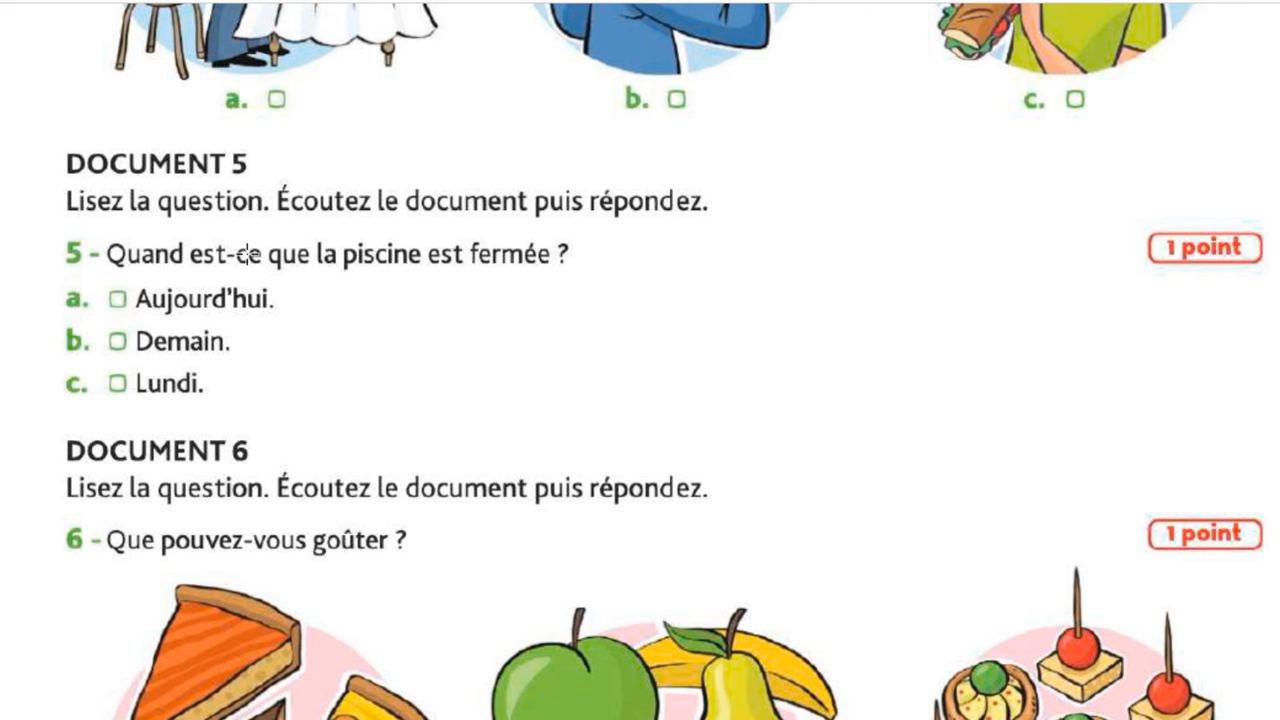 a. b. c.
DOCUMENT 5
Lisez la question. Écoutez le document puis répondez.
5 - Quand est-ce que la piscine est fermée ? 1 point
a. Aujourd'hui.
b. Demain.
c. Lundi.
DOCUMENT 6
Lisez la question. Écoutez le document puis répondez.
6 - Que pouvez-vous goûter ? 1 point